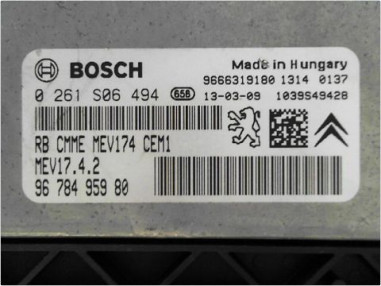 BOSCH
Made in Hungary
9666319180 1314 0137
0 261 S06 494 656 13-03-09 1039S49428
RB CMME MEV174 CEM1
MEV17.4.2
96 784 959 80